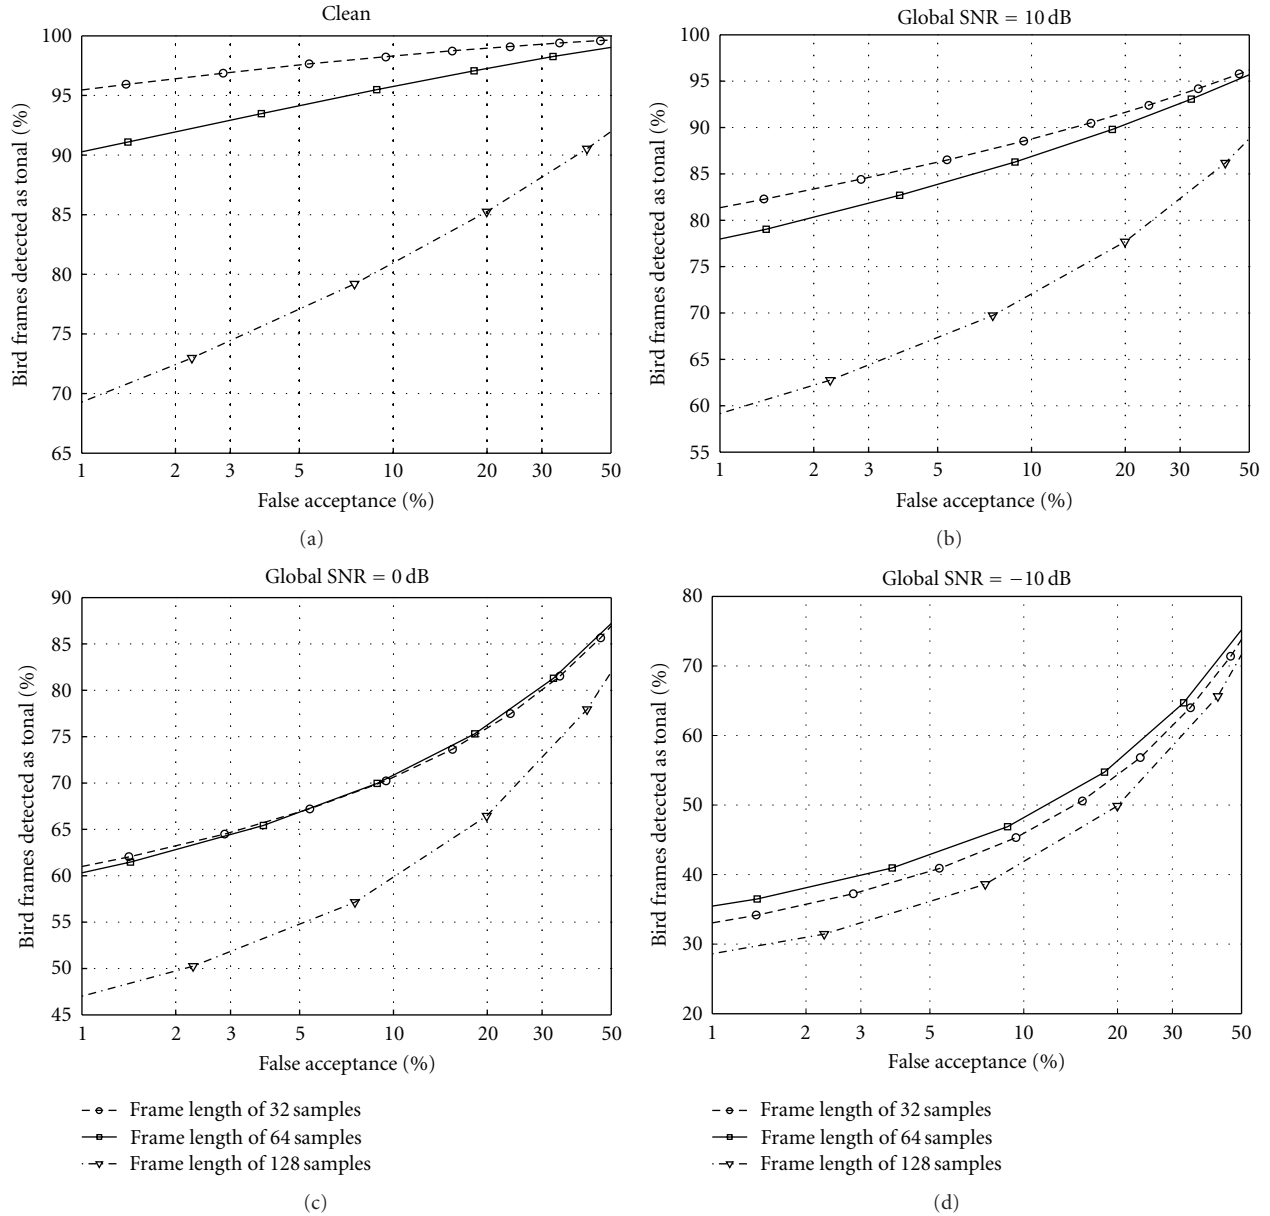 Clean
Bird frames detected as tonal (%)
100
95
90
85
80
75
70
65
1 2 3 5 10 20 30 50
False acceptance (%)
(a)
Global SNR = 10 dB
Bird frames detected as tonal (%)
100
95
90
85
80
75
70
65
60
55
1 2 3 5 10 20 30 50
False acceptance (%)
(b)
Global SNR = 0 dB
Bird frames detected as tonal (%)
90
85
80
75
70
65
60
55
50
45
1 2 3 5 10 20 30 50
False acceptance (%)
Frame length of 32 samples
Frame length of 64 samples
Frame length of 128 samples
(c)
Global SNR = −10 dB
Bird frames detected as tonal (%)
80
70
60
50
40
30
20
1 2 3 5 10 20 30 50
False acceptance (%)
Frame length of 32 samples
Frame length of 64 samples
Frame length of 128 samples
(d)